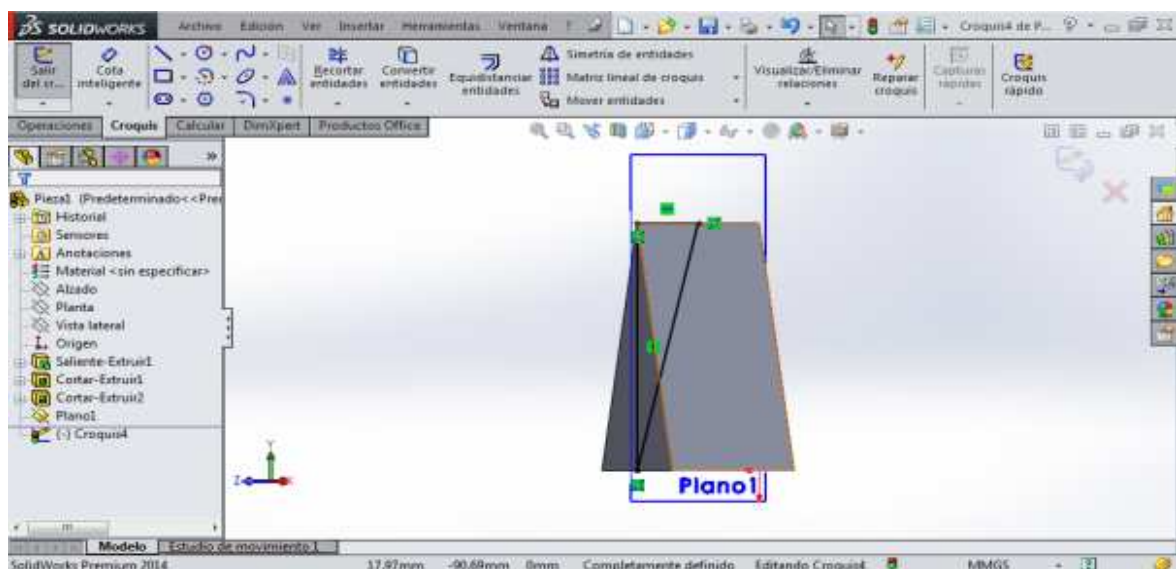 SOLIDWORKS Archivo Edición Ver Insertar Herramientas Ventana Croquis4 de P...
Salir del cr...
Cota inteligente
Recortar entidades
Convertir entidades
Equidistanciar entidades
Simetría de entidades
Matriz lineal de croquis
Mover entidades
Visualizar/Eliminar relaciones
Reparar croquis
Capturas rápidas
Croquis rápido
Operaciones Croquis Calcular DimXpert Productos Office
Pieza1 (Predeterminado<<Pre
Historial
Sensores
Anotaciones
Material <sin especificar>
Alzado
Planta
Vista lateral
Origen
Saliente-Extruir1
Cortar-Extruir1
Cortar-Extruir2
Plano1
(-) Croquis4
Y
Z
Plano1
Modelo Estudio de movimiento 1
SolidWorks Premium 2014 17.97mm -90.69mm 0mm Completamente definido Editando Croquis4 MMGS